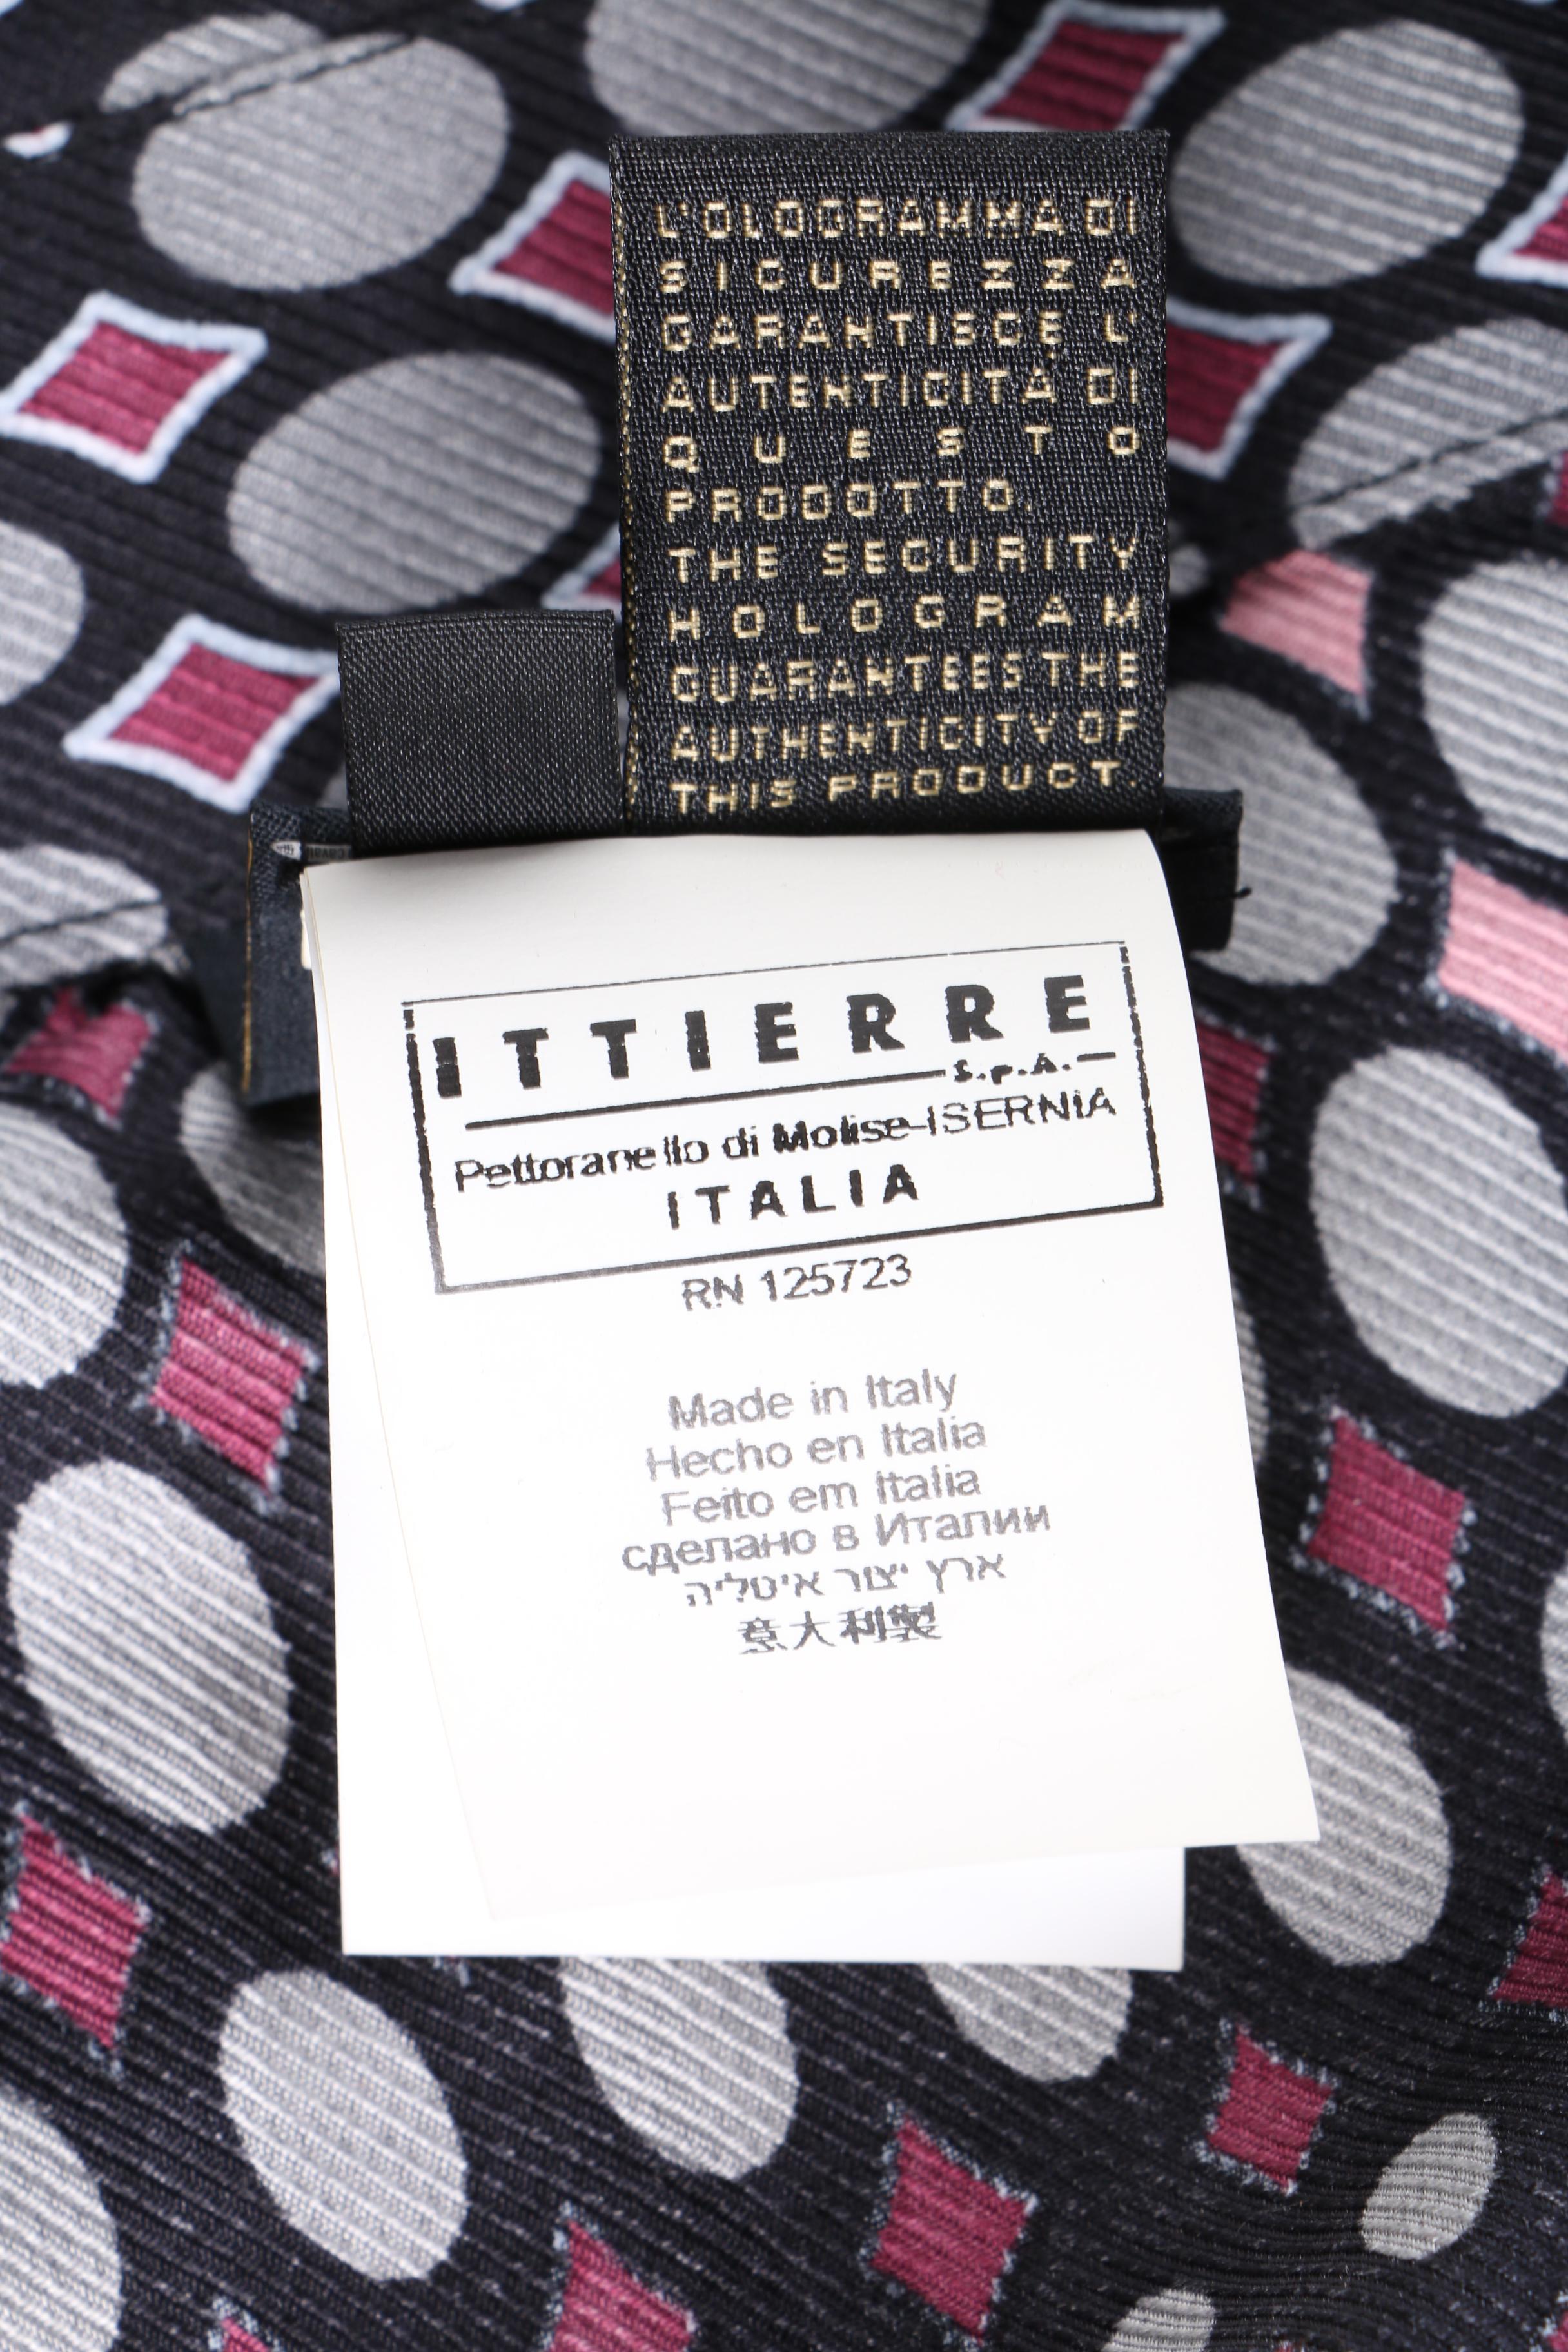 L'OLOGRAMMA DI
SICUREZZA
GARANTISCE L'
AUTENTICITÀ DI
QUESTO
PRODOTTO.
THE SECURITY
HOLOGRAM
GUARANTEES THE
AUTHENTICITY OF
THIS PRODUCT.
ITTIERRE
S.p.A.
Pettoranello di Molise-ISERNIA
ITALIA
RN 125723
Made in Italy
Hecho en Italia
Feito em Italia
сделано в Италии
ארץ יצור איטליה
意大利製